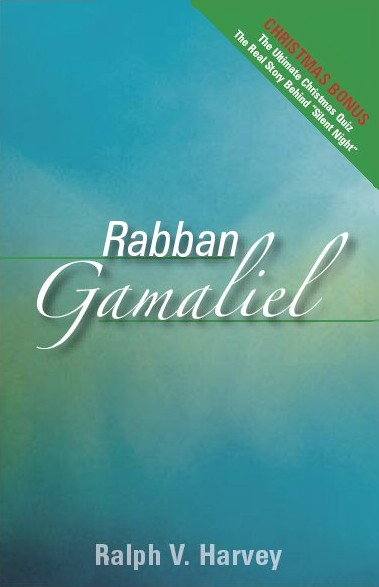 CHRISTMAS BONUS
The Ultimate Christmas Quiz
The Real Story Behind "Silent Night"
Rabban
Gamaliel
Ralph V. Harvey